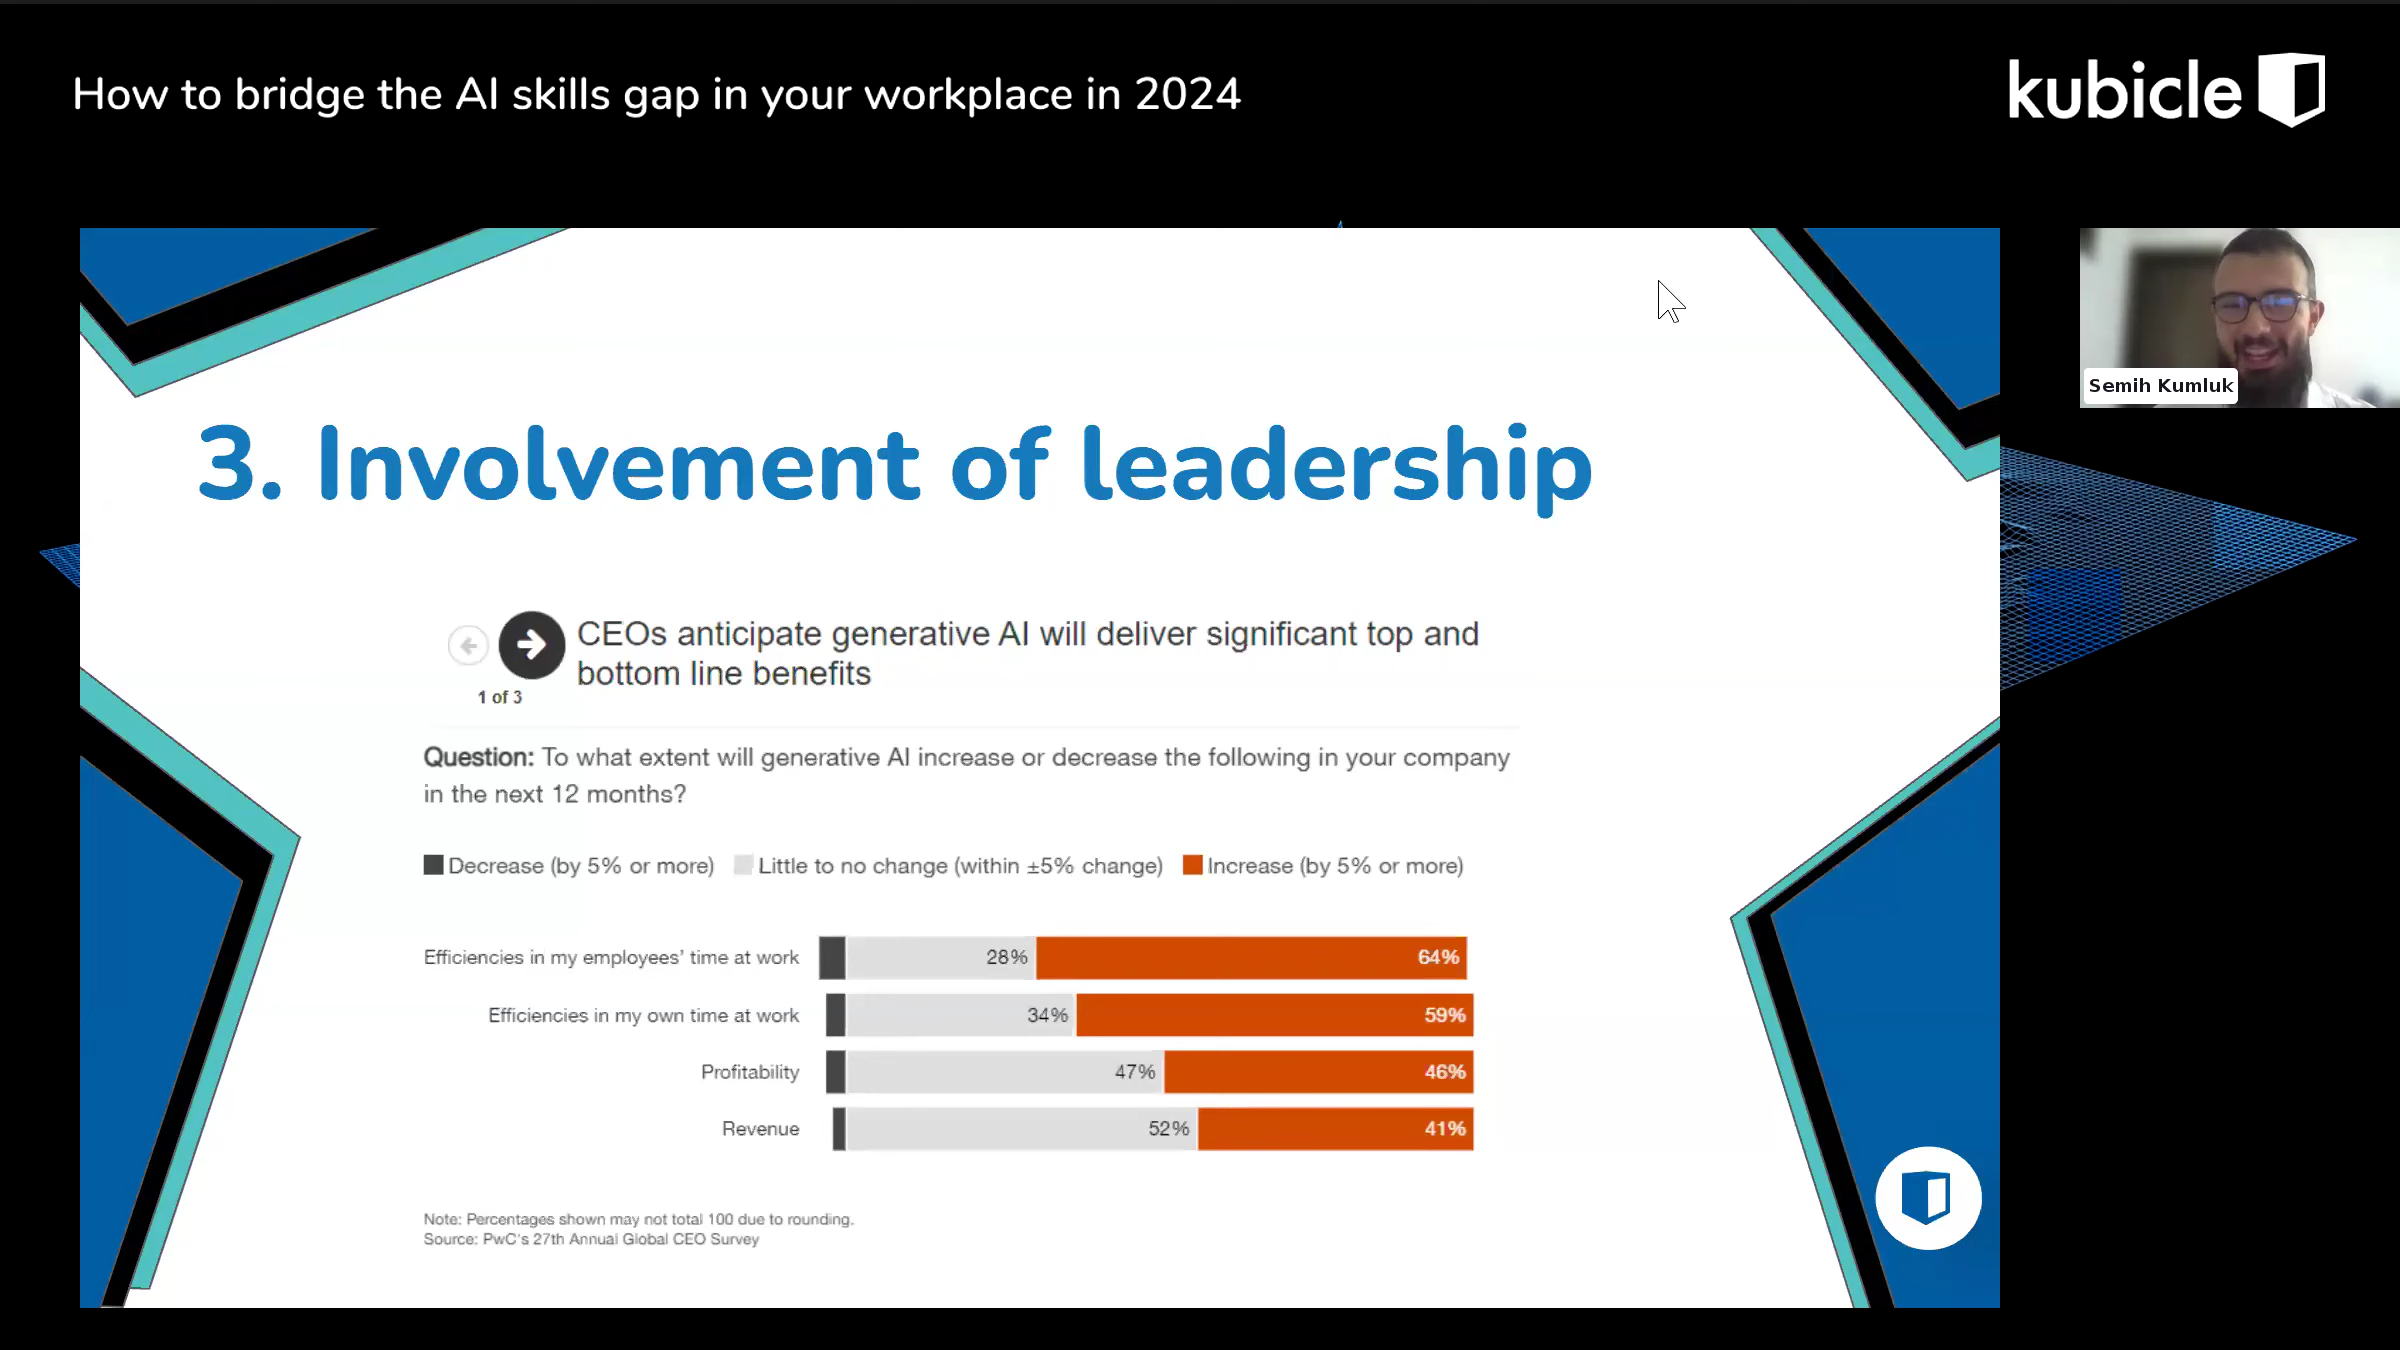 How to bridge the AI skills gap in your workplace in 2024
kubicle
Semih Kumluk
3. Involvement of leadership
CEOs anticipate generative AI will deliver significant top and
bottom line benefits
1 of 3
Question: To what extent will generative AI increase or decrease the following in your company
in the next 12 months?
Decrease (by 5% or more) Little to no change (within ±5% change) Increase (by 5% or more)
Efficiencies in my employees' time at work 28% 64%
Efficiencies in my own time at work 34% 59%
Profitability 47% 46%
Revenue 52% 41%
Note: Percentages shown may not total 100 due to rounding.
Source: PwC's 27th Annual Global CEO Survey